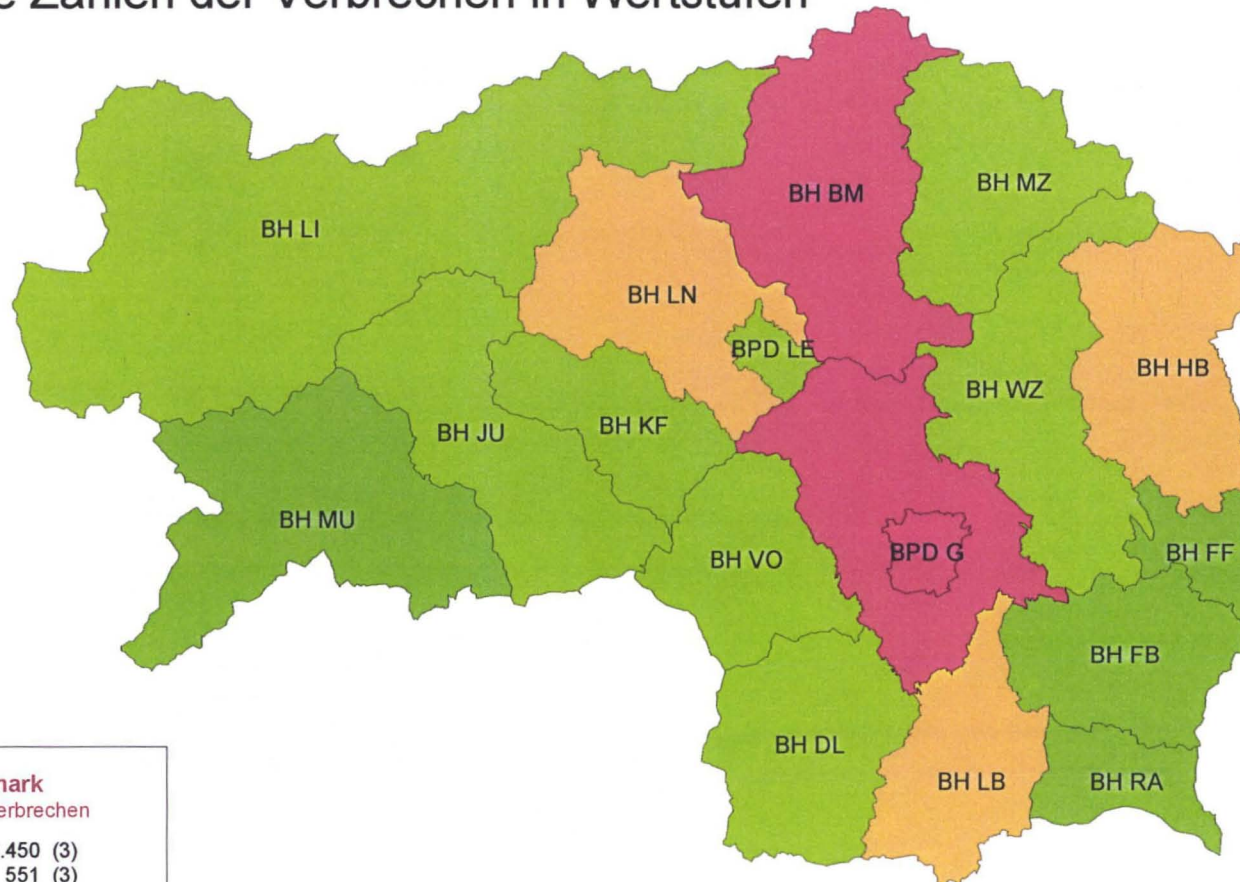 Zahlen der Verbrechen in Wertstufen
BH BM
BH MZ
BH LI
BH LN
BPD LE
BH HB
BH WZ
BH JU
BH KF
BH MU
BPD G
BH FF
BH VO
BH FB
BH DL
BH LB
BH RA
mark
erbrechen
.450 (3)
551 (3)